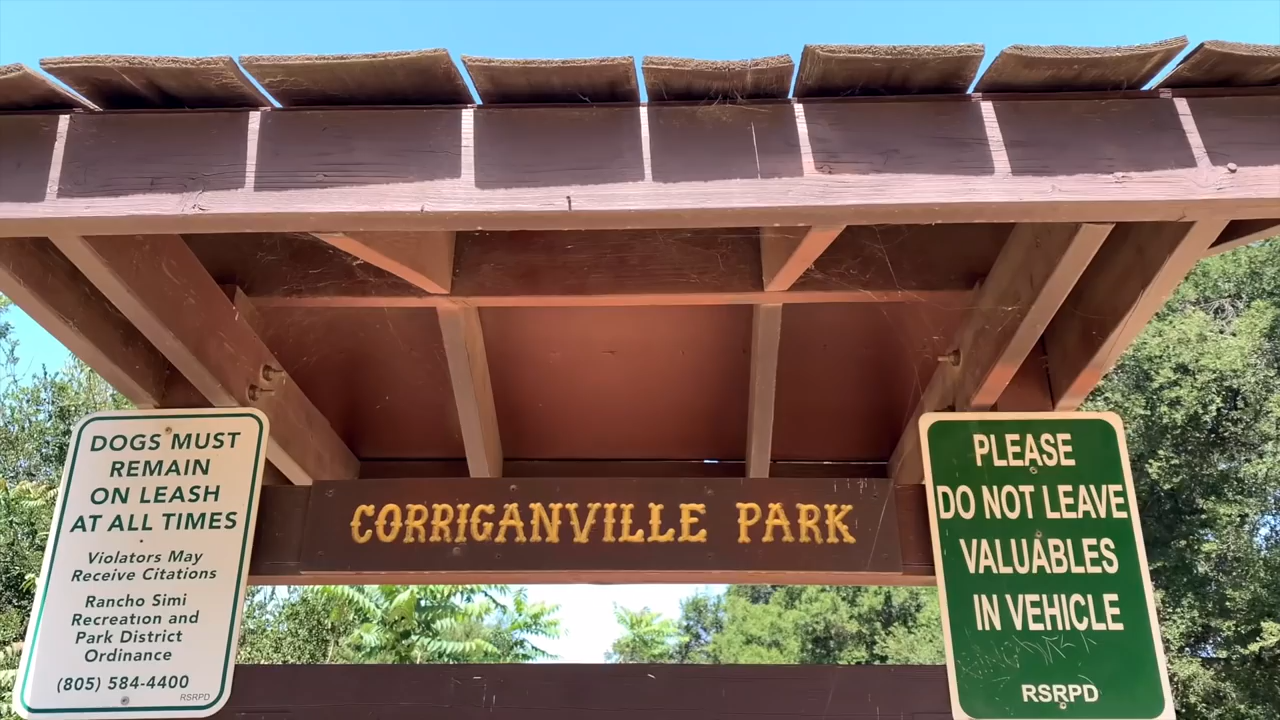 DOGS MUST
REMAIN
ON LEASH
AT ALL TIMES
Violators May
Receive Citations
Rancho Simi
Recreation and
Park District
Ordinance
(805) 584-4400
RSRPD
CORRIGANVILLE PARK
PLEASE
DO NOT LEAVE
VALUABLES
IN VEHICLE
RSRPD